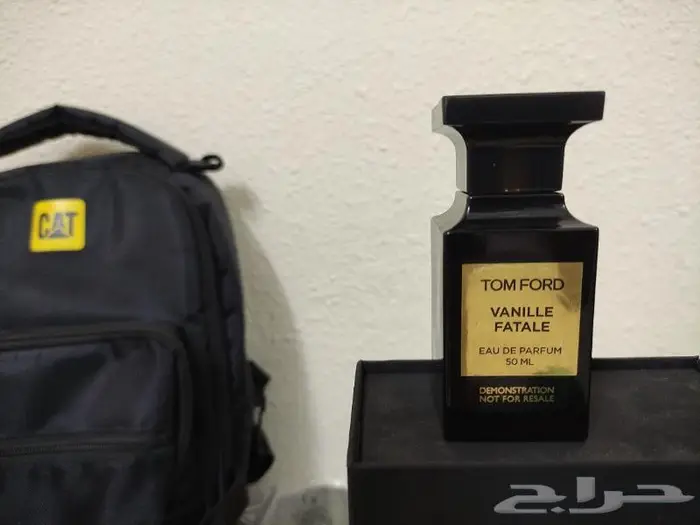 CAT
TOM FORD
VANILLE
FATALE
EAU DE PARFUM
50 ML
DEMONSTRATION
NOT FOR RESALE
حراج